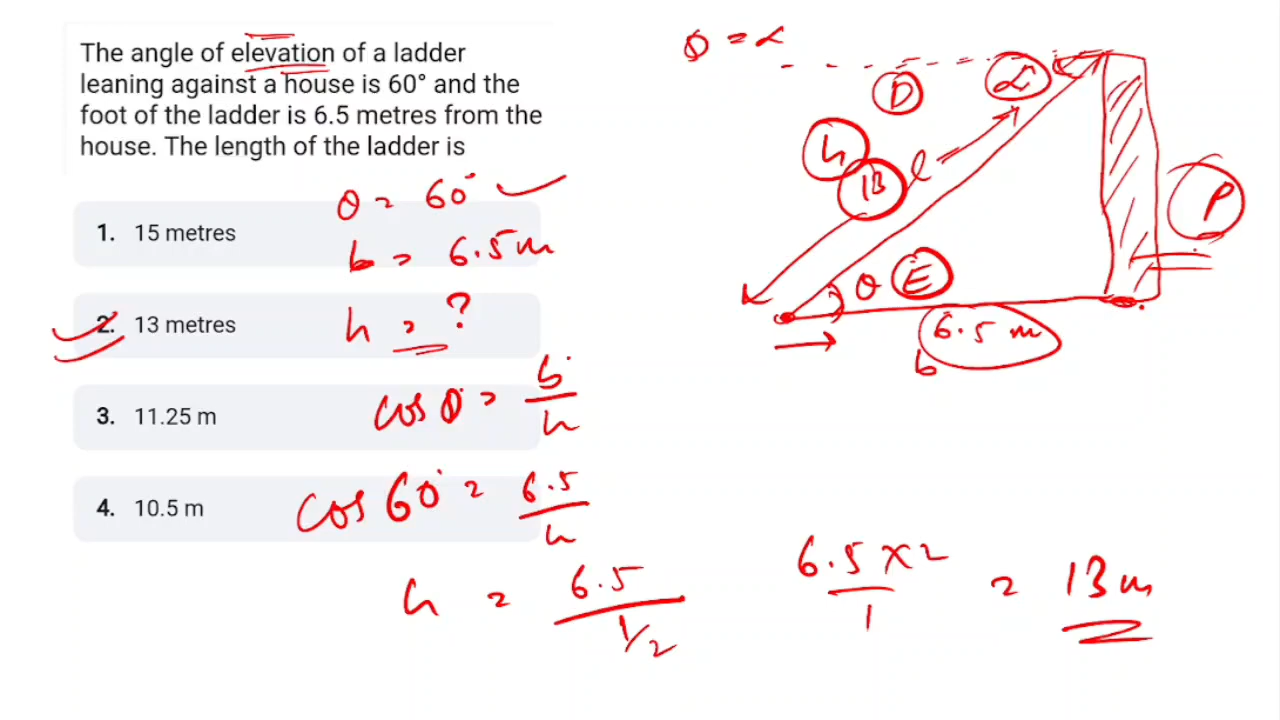 The angle of elevation of a ladder
leaning against a house is 60° and the
foot of the ladder is 6.5 metres from the
house. The length of the ladder is
1. 15 metres
2. 13 metres
3. 11.25 m
4. 10.5 m
θ = 60°
b = 6.5 m
h = ?
cos θ = b/h
cos 60° = 6.5/h
h = 6.5/1/2
6.5 x 2/1 = 13 m
θ = α
D
α
h
B
l
P
θ E
6.5 m
b